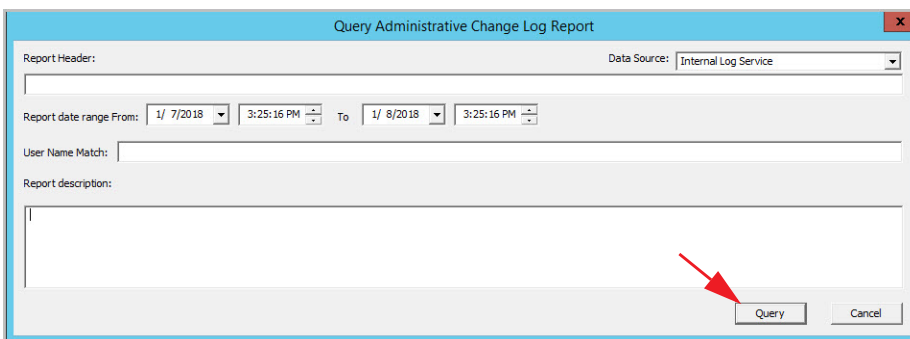 Query Administrative Change Log Report
x
Report Header:
Data Source: Internal Log Service
Report date range From: 1/ 7/2018 3:25:16 PM To 1/ 8/2018 3:25:16 PM
User Name Match:
Report description:
Query Cancel